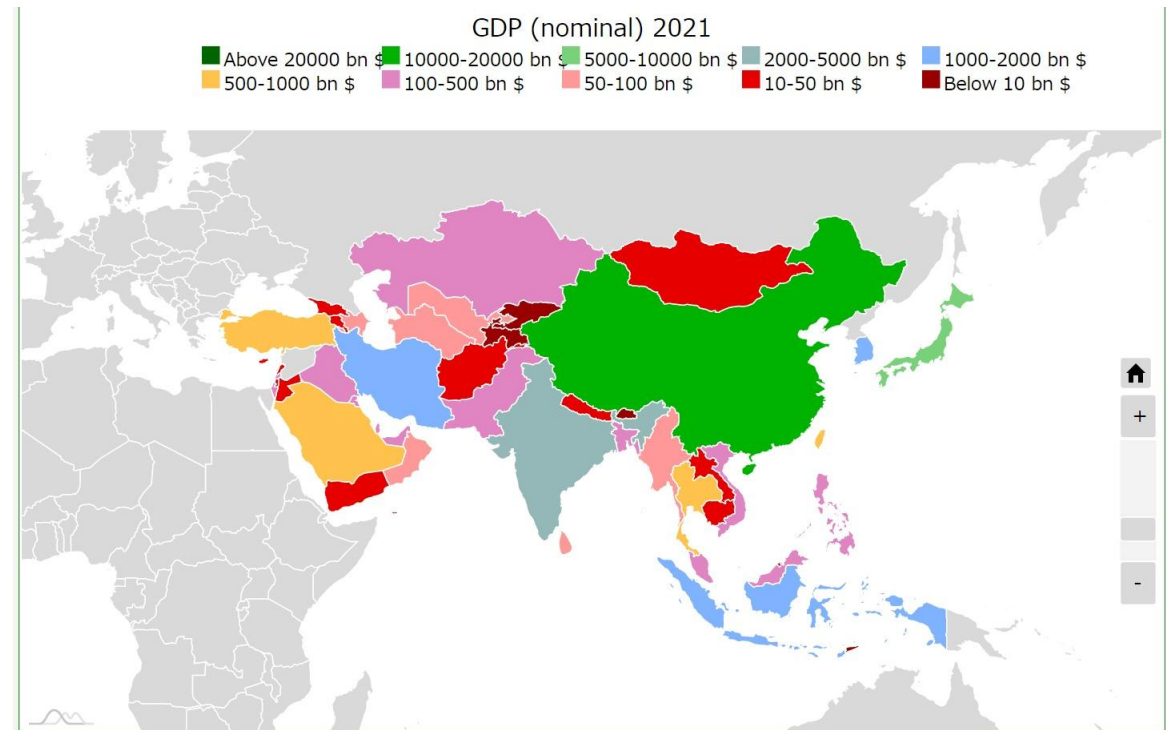 GDP (nominal) 2021
Above 20000 bn $ 10000-20000 bn $ 5000-10000 bn $ 2000-5000 bn $ 1000-2000 bn $
500-1000 bn $ 100-500 bn $ 50-100 bn $ 10-50 bn $ Below 10 bn $
+
-